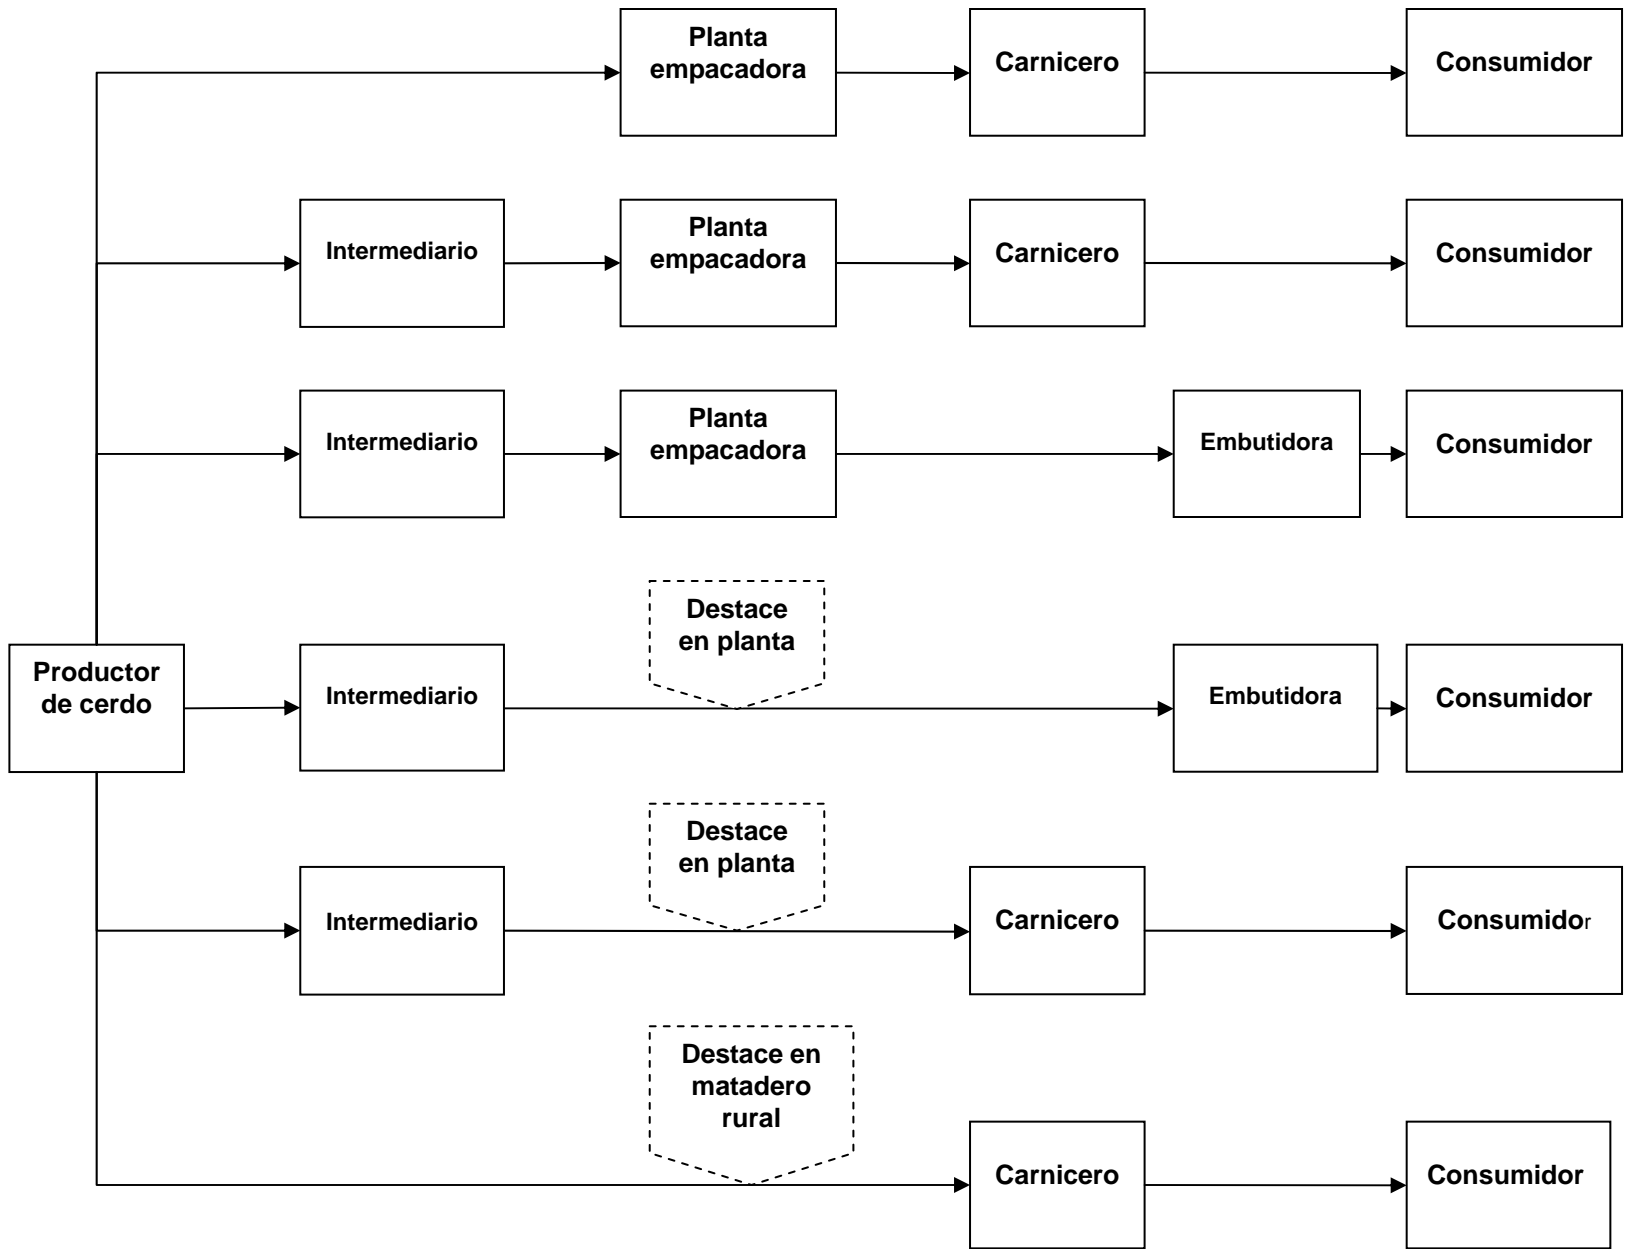 Planta
empacadora
Carnicero
Consumidor
Intermediario
Planta
empacadora
Carnicero
Consumidor
Intermediario
Planta
empacadora
Embutidora
Consumidor
Productor
de cerdo
Intermediario
Destace
en planta
Embutidora
Consumidor
Intermediario
Destace
en planta
Carnicero
Consumidor
Destace en
matadero
rural
Carnicero
Consumidor